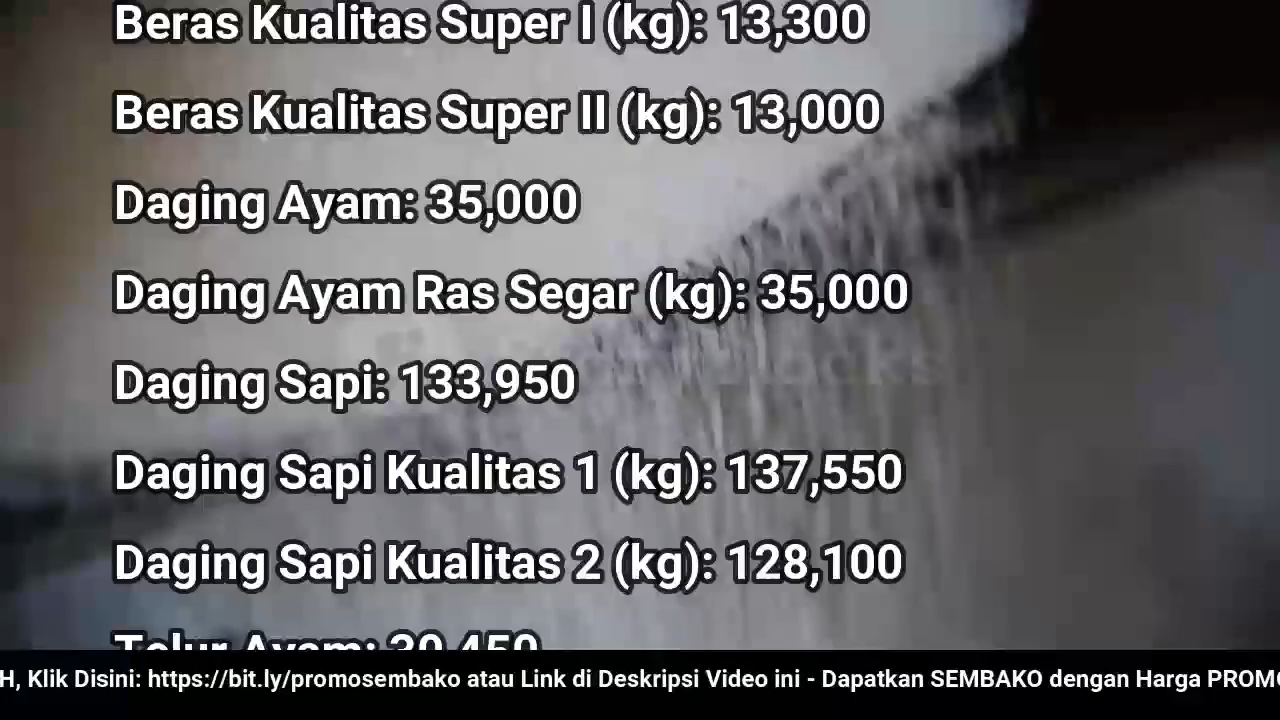 Beras Kualitas Super I (kg): 13,300
Beras Kualitas Super II (kg): 13,000
Daging Ayam: 35,000
Daging Ayam Ras Segar (kg): 35,000
Daging Sapi: 133,950
Daging Sapi Kualitas 1 (kg): 137,550
Daging Sapi Kualitas 2 (kg): 128,100
Telur Ayam:
H, Klik Disini: https://bit.ly/promosembako atau Link di Deskripsi Video ini - Dapatkan SEMBAKO dengan Harga PROMO